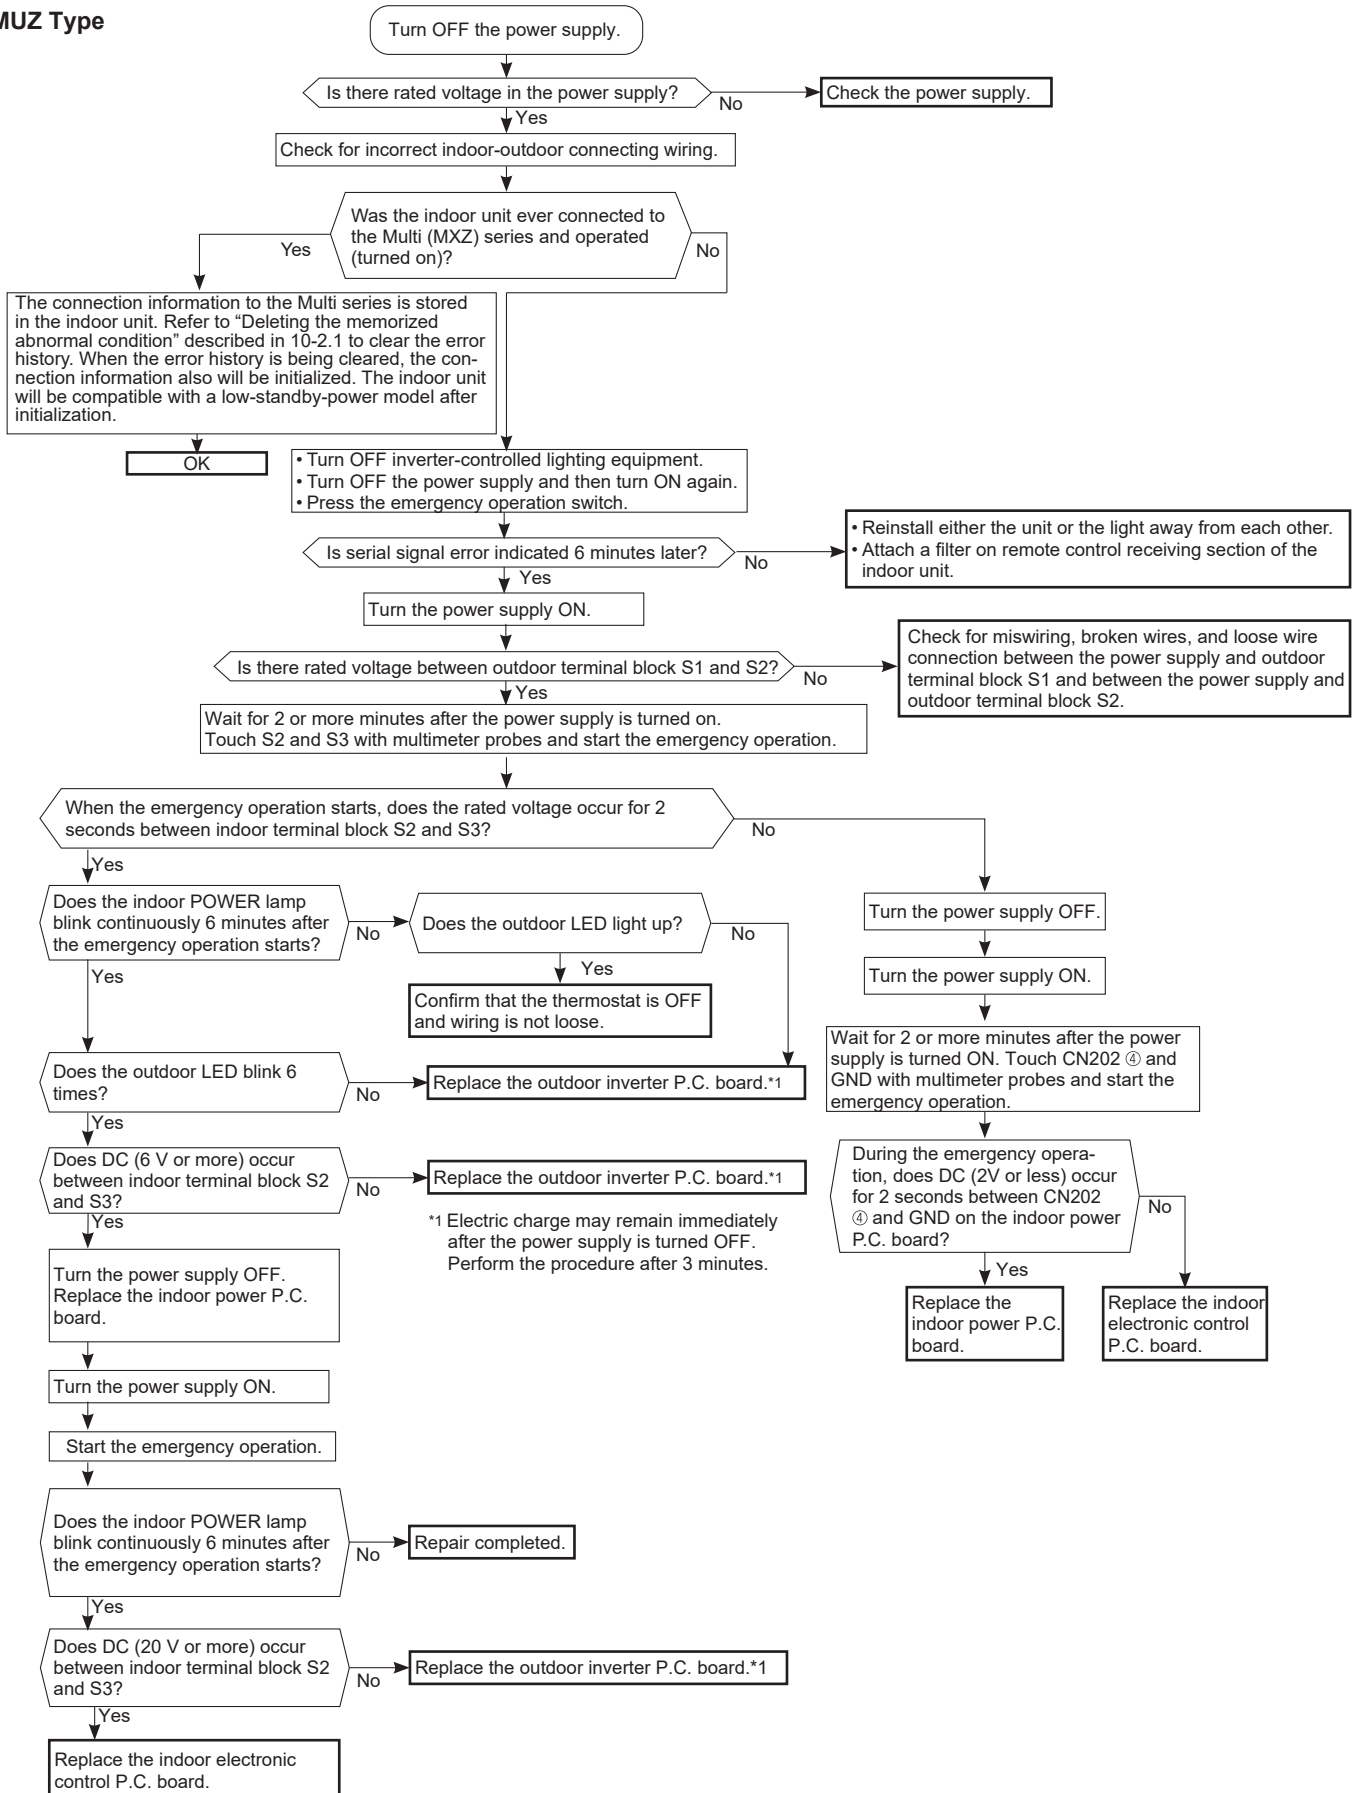 MUZ Type
Turn OFF the power supply.
Is there rated voltage in the power supply?
No
Check the power supply.
Yes
Check for incorrect indoor-outdoor connecting wiring.
Was the indoor unit ever connected to
the Multi (MXZ) series and operated
(turned on)?
Yes
No
The connection information to the Multi series is stored
in the indoor unit. Refer to “Deleting the memorized
abnormal condition” described in 10-2.1 to clear the error
history. When the error history is being cleared, the con-
nection information also will be initialized. The indoor unit
will be compatible with a low-standby-power model after
initialization.
OK
• Turn OFF inverter-controlled lighting equipment.
• Turn OFF the power supply and then turn ON again.
• Press the emergency operation switch.
Is serial signal error indicated 6 minutes later?
No
• Reinstall either the unit or the light away from each other.
• Attach a filter on remote control receiving section of the
indoor unit.
Yes
Turn the power supply ON.
Is there rated voltage between outdoor terminal block S1 and S2?
No
Check for miswiring, broken wires, and loose wire
connection between the power supply and outdoor
terminal block S1 and between the power supply and
outdoor terminal block S2.
Yes
Wait for 2 or more minutes after the power supply is turned on.
Touch S2 and S3 with multimeter probes and start the emergency operation.
When the emergency operation starts, does the rated voltage occur for 2
seconds between indoor terminal block S2 and S3?
No
Yes
Does the indoor POWER lamp
blink continuously 6 minutes after
the emergency operation starts?
No
Does the outdoor LED light up?
No
Yes
Confirm that the thermostat is OFF
and wiring is not loose.
Yes
Does the outdoor LED blink 6
times?
No
Replace the outdoor inverter P.C. board.*1
Yes
Does DC (6 V or more) occur
between indoor terminal block S2
and S3?
No
Replace the outdoor inverter P.C. board.*1
*1 Electric charge may remain immediately
after the power supply is turned OFF.
Perform the procedure after 3 minutes.
Yes
Turn the power supply OFF.
Replace the indoor power P.C.
board.
Turn the power supply ON.
Start the emergency operation.
Does the indoor POWER lamp
blink continuously 6 minutes after
the emergency operation starts?
No
Repair completed.
Yes
Does DC (20 V or more) occur
between indoor terminal block S2
and S3?
No
Replace the outdoor inverter P.C. board.*1
Yes
Replace the indoor electronic
control P.C. board.
Turn the power supply OFF.
Turn the power supply ON.
Wait for 2 or more minutes after the power
supply is turned ON. Touch CN202 ④ and
GND with multimeter probes and start the
emergency operation.
During the emergency opera-
tion, does DC (2V or less) occur
for 2 seconds between CN202
④ and GND on the indoor power
P.C. board?
No
Yes
Replace the
indoor power P.C.
board.
Replace the indoor
electronic control
P.C. board.